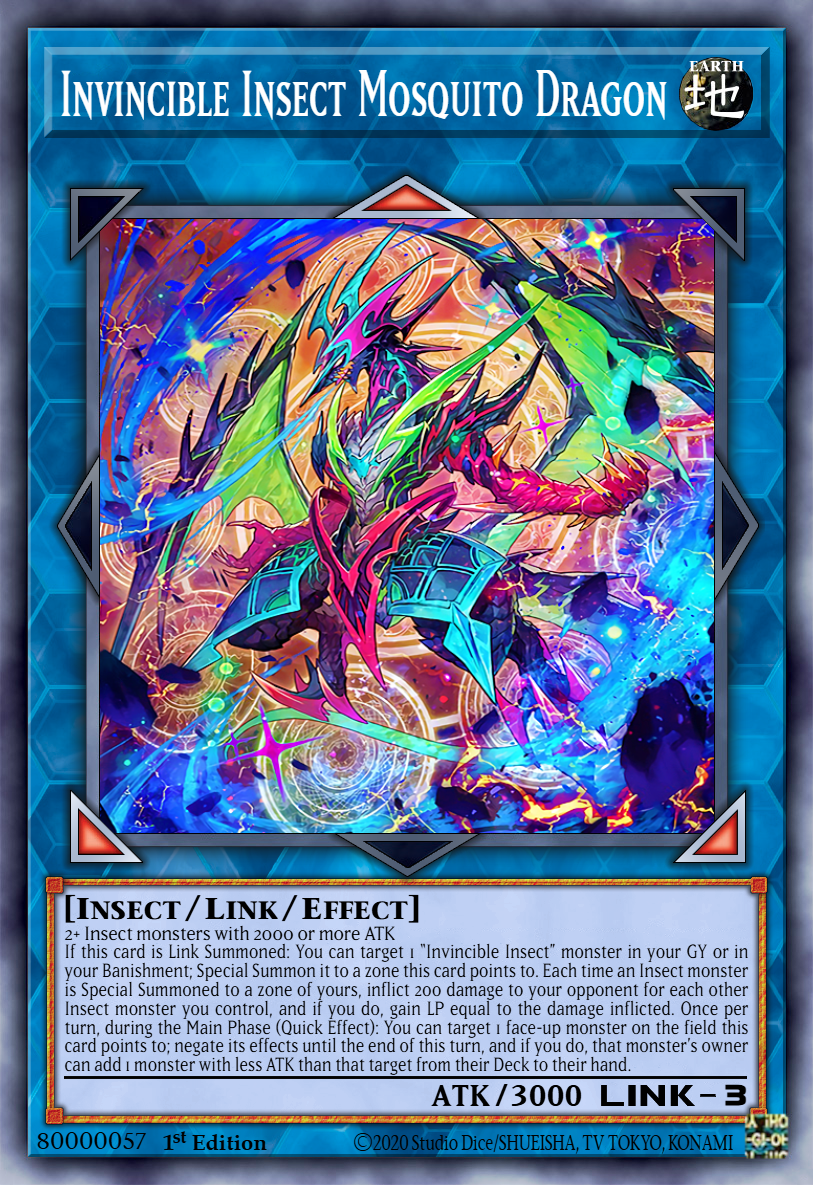 Invincible Insect Mosquito Dragon
EARTH
地
[Insect/Link/Effect]
2+ Insect monsters with 2000 or more ATK
If this card is Link Summoned: You can target 1 “Invincible Insect” monster in your GY or in
your Banishment; Special Summon it to a zone this card points to. Each time an Insect monster
is Special Summoned to a zone of yours, inflict 200 damage to your opponent for each other
Insect monster you control, and if you do, gain LP equal to the damage inflicted. Once per
turn, during the Main Phase (Quick Effect): You can target 1 face-up monster on the field this
card points to; negate its effects until the end of this turn, and if you do, that monster’s owner
can add 1 monster with less ATK than that target from their Deck to their hand.
ATK/3000 LINK-3
80000057 1st Edition ©2020 Studio Dice/SHUEISHA, TV TOKYO, KONAMI